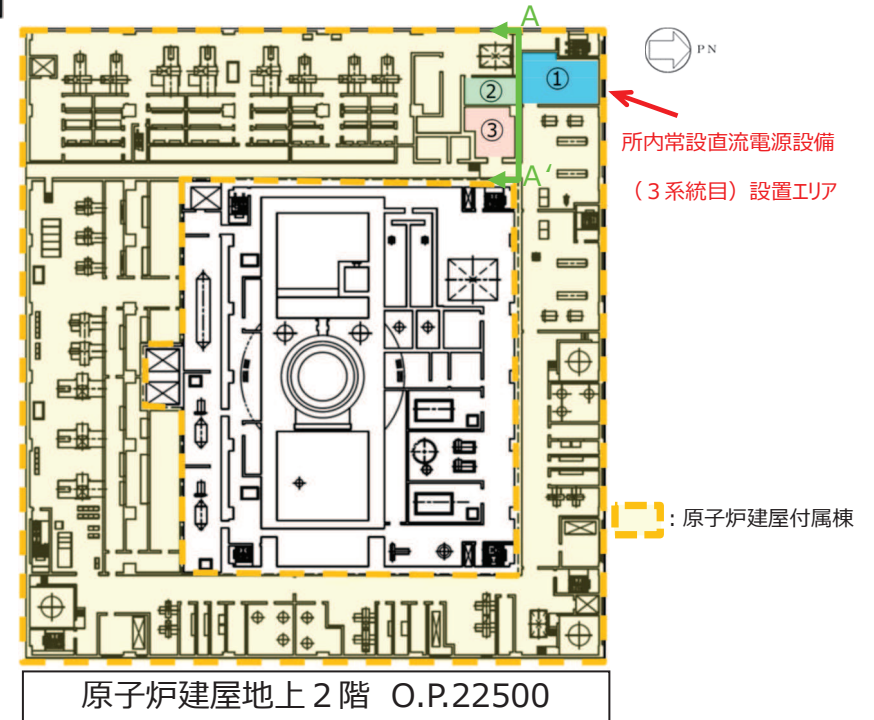 A
PN
①
②
③
所内常設直流電源設備
（３系統目）設置エリア
A'
：原子炉建屋付属棟
原子炉建屋地上２階 O.P.22500